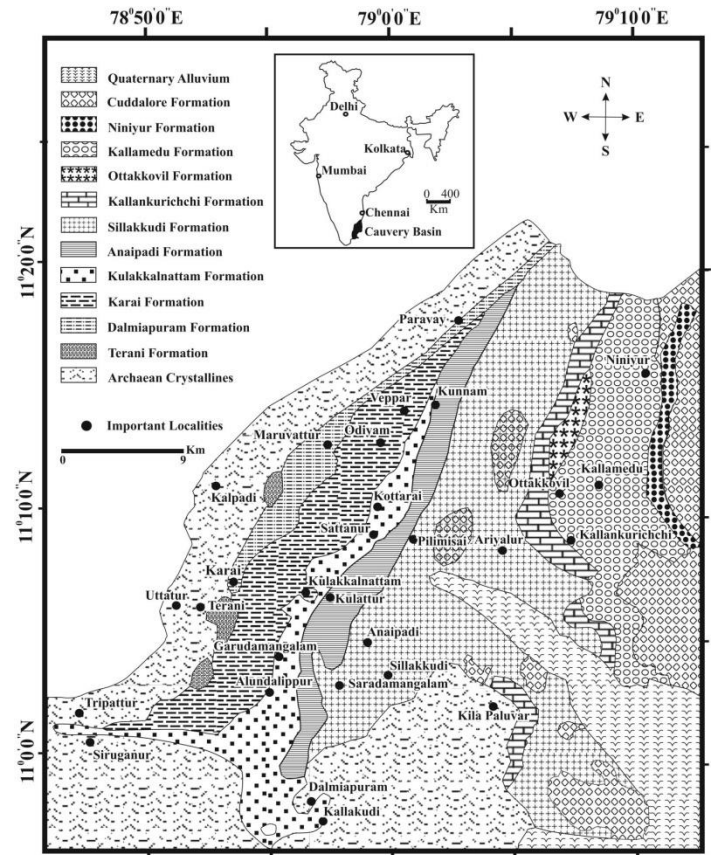 78°50'0"
79°0'0"
79°10'0"
Quaternary Alluvium
Cuddalore Formation
Niniyur Formation
Kallamedu Formation
Ottakkovil Formation
Kallankurichchi Formation
Sillakkudi Formation
Anaipadi Formation
Kulakkalnattam Formation
Karai Formation
Dalmiapuram Formation
Terani Formation
Archaean Crystallines
Important Localities
0 Km 9
Delhi
Kolkata
Mumbai
Chennai
Cauvery Basin
0 400
Km
N
W E
S
11°20'N
11°10'N
11°0'N
Paravay
Niniyur
Veppar
Kunnam
Maruvattur
Odiyam
Kalpadi
Ottakkovil
Kallamedu
Kottarai
Sattanur
Pilimisai
Ariyalur
Kallankurichchi
Karai
Kulakkalnattam
Uttatur
Terani
Kulattur
Garudamangalam
Anaipadi
Alundalippur
Sillakkudi
Saradamangalam
Tripattur
Kila Paluvar
Siruganur
Dalmiapuram
Kallakudi